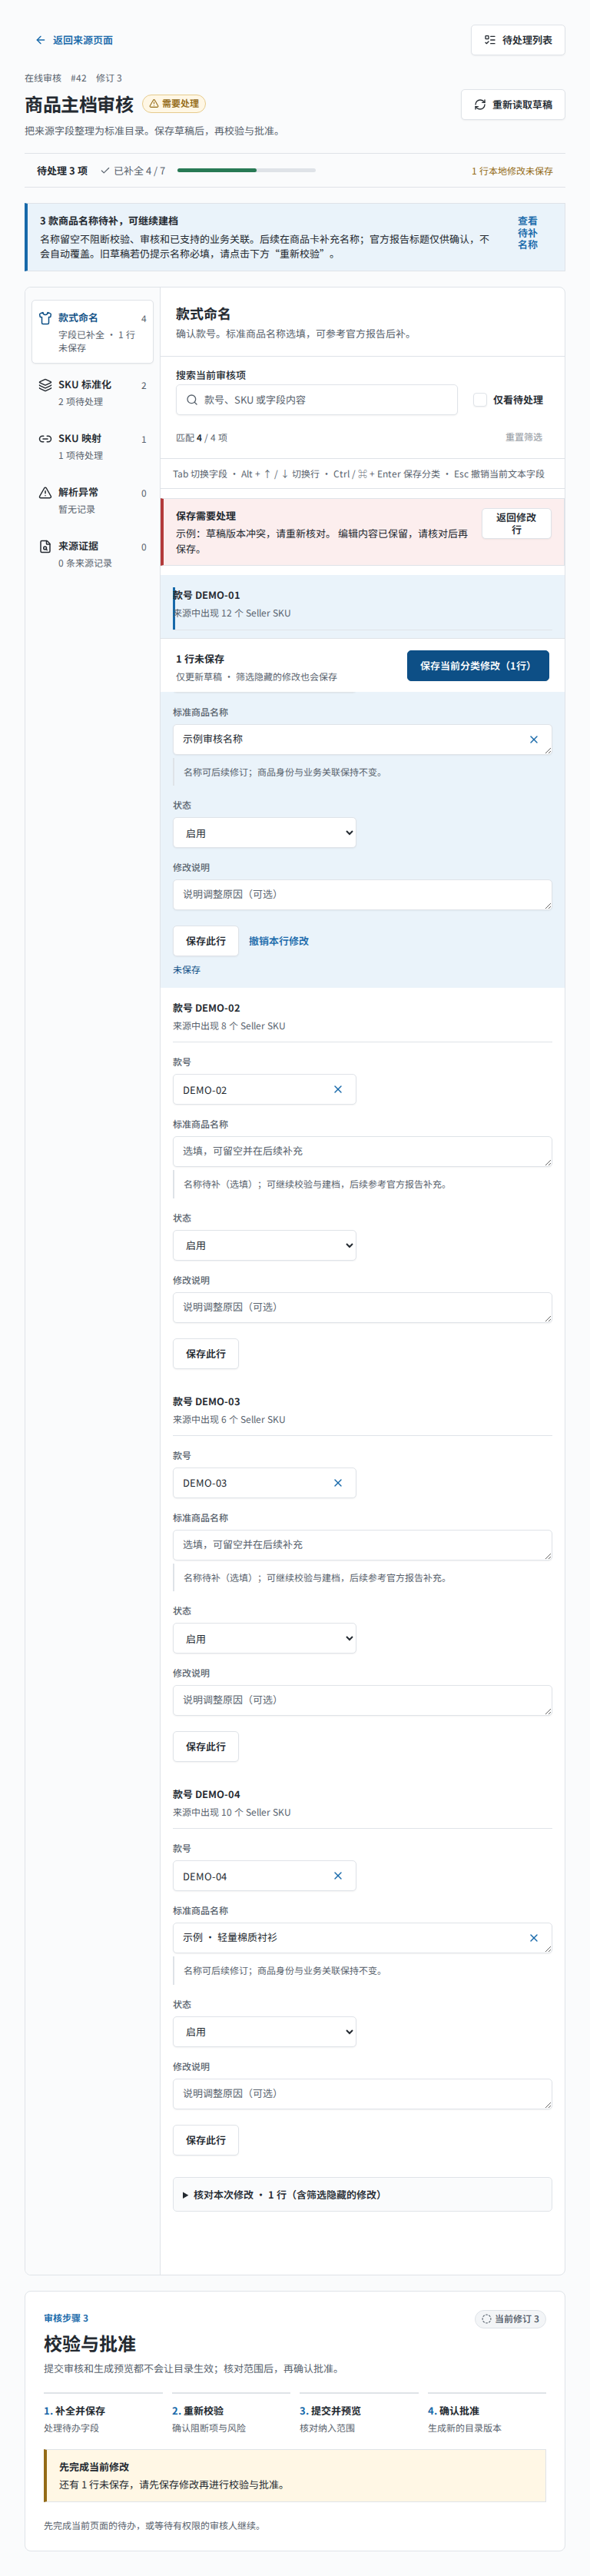 返回来源页面
待处理列表
在线审核 #42 修订 3
商品主档审核
需要处理
重新读取草稿
把来源字段整理为标准目录。保存草稿后，再校验与批准。
待处理 3 项
已补全 4 / 7
1 行本地修改未保存
3 款商品名称待补，可继续建档
名称留空不阻断校验、审核和已支持的业务关联。后续在商品卡补充名称；官方报告标题仅供确认，不
会自动覆盖。旧草稿若仍提示名称必填，请点击下方“重新校验”。
查看
待补
名称
款式命名 4
字段已补全 · 1 行
未保存
SKU 标准化 2
2 项待处理
SKU 映射 1
1 项待处理
解析异常 0
暂无记录
来源证据 0
0 条来源记录
款式命名
确认款号。标准商品名称选填，可参考官方报告后补。
搜索当前审核项
款号、SKU 或字段内容
仅看待处理
匹配 4 / 4 项
重置筛选
Tab 切换字段 · Alt + ↑ / ↓ 切换行 · Ctrl / ⌘ + Enter 保存分类 · Esc 撤销当前文本字段
保存需要处理
示例：草稿版本冲突，请重新核对。 编辑内容已保留，请核对后再
保存。
返回修改
行
款号 DEMO-01
来源中出现 12 个 Seller SKU
1 行未保存
仅更新草稿 · 筛选隐藏的修改也会保存
保存当前分类修改（1行）
标准商品名称
示例审核名称
名称可后续修订；商品身份与业务关联保持不变。
状态
启用
修改说明
说明调整原因（可选）
保存此行
撤销本行修改
未保存
款号 DEMO-02
来源中出现 8 个 Seller SKU
款号
DEMO-02
标准商品名称
选填，可留空并在后续补充
名称待补（选填）；可继续校验与建档，后续参考官方报告补充。
状态
启用
修改说明
说明调整原因（可选）
保存此行
款号 DEMO-03
来源中出现 6 个 Seller SKU
款号
DEMO-03
标准商品名称
选填，可留空并在后续补充
名称待补（选填）；可继续校验与建档，后续参考官方报告补充。
状态
启用
修改说明
说明调整原因（可选）
保存此行
款号 DEMO-04
来源中出现 10 个 Seller SKU
款号
DEMO-04
标准商品名称
示例 · 轻量棉质衬衫
名称可后续修订；商品身份与业务关联保持不变。
状态
启用
修改说明
说明调整原因（可选）
保存此行
核对本次修改 · 1 行（含筛选隐藏的修改）
审核步骤 3
当前修订 3
校验与批准
提交审核和生成预览都不会让目录生效；核对范围后，再确认批准。
1. 补全并保存
处理待办字段
2. 重新校验
确认阻断项与风险
3. 提交并预览
核对纳入范围
4. 确认批准
生成新的目录版本
先完成当前修改
还有 1 行未保存，请先保存修改再进行校验与批准。
先完成当前页面的待办，或等待有权限的审核人继续。